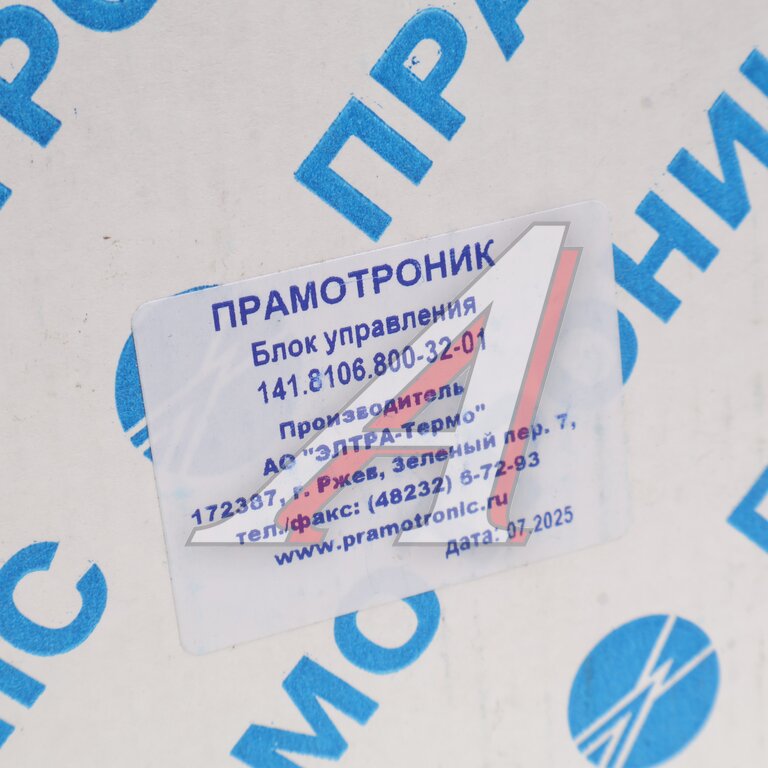 ПРАМОТРОНИК
Блок управления
141.8106.800-32-01
Производитель
АО "ЭЛТРА-Термо"
172387, г. Ржев, Зеленый пер. 7,
тел./факс: (48232) 6-72-93
www.pramotronic.ru
дата: 07.2025